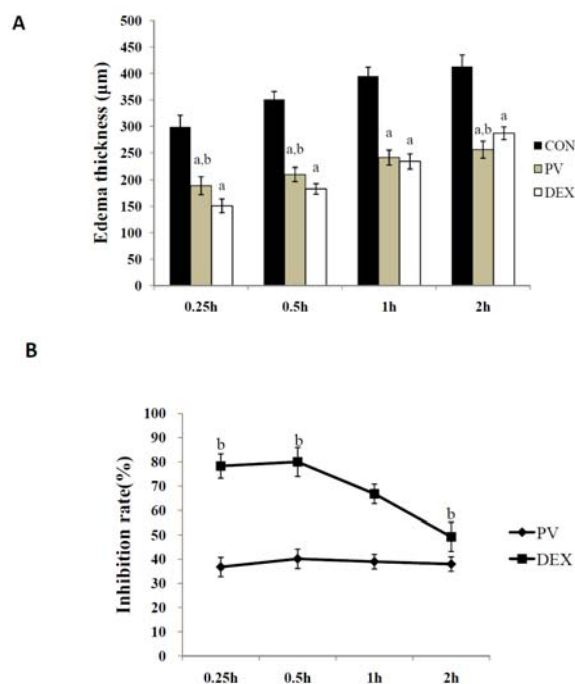 A
Edema thickness (µm)
500
450
400
350
300
250
200
150
100
50
0
a,b
a
a,b
a
a
a
a,b
a
CON
PV
DEX
0.25h 0.5h 1h 2h
B
Inhibition rate(%)
100
90
80
70
60
50
40
30
20
10
0
b
b
b
PV
DEX
0.25h 0.5h 1h 2h